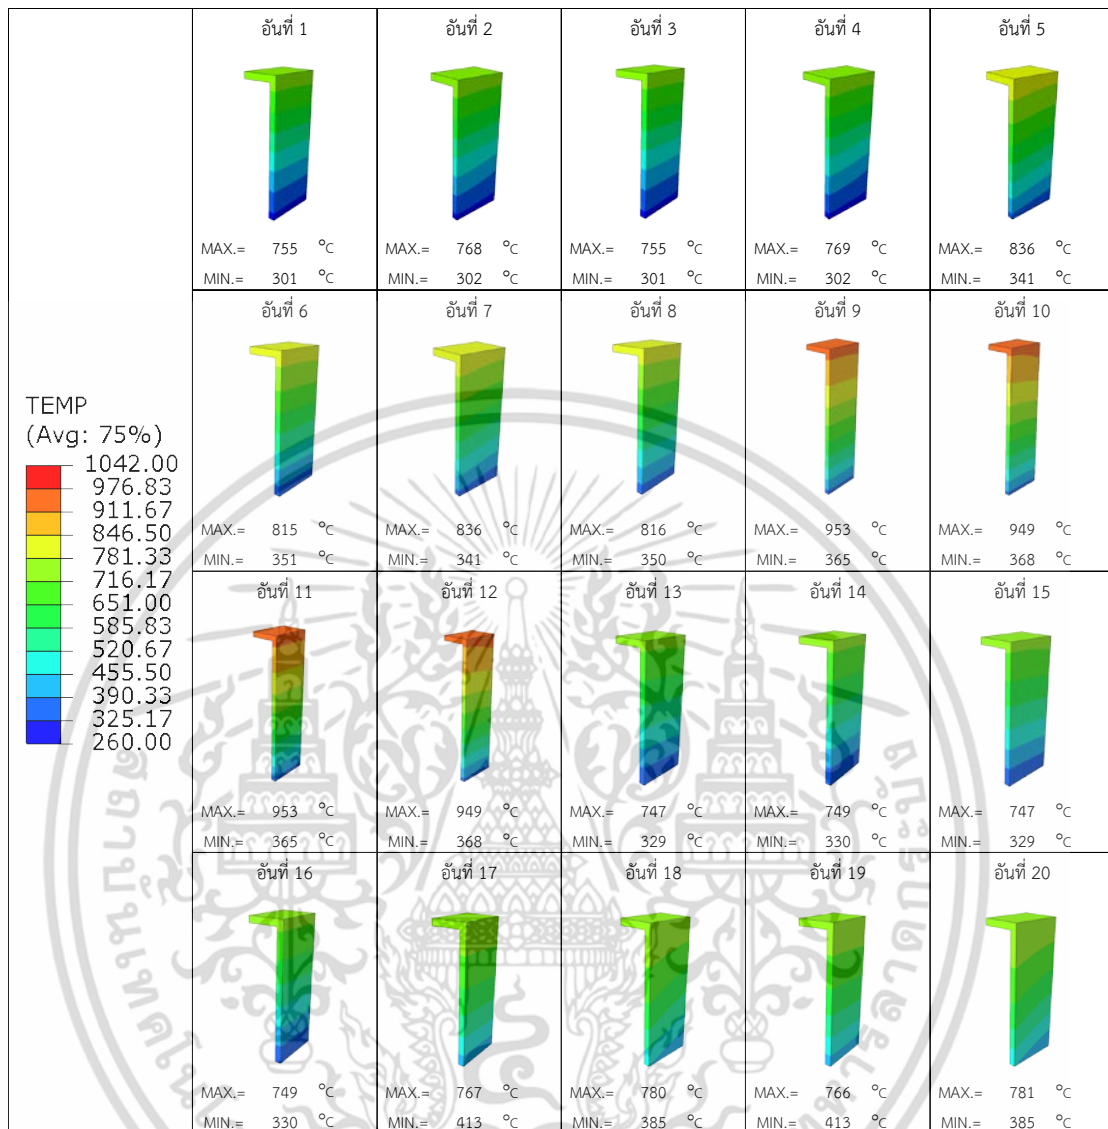 อันที่ 1 อันที่ 2 อันที่ 3 อันที่ 4 อันที่ 5
MAX.= 755 °C MAX.= 768 °C MAX.= 755 °C MAX.= 769 °C MAX.= 836 °C
MIN.= 301 °C MIN.= 302 °C MIN.= 301 °C MIN.= 302 °C MIN.= 341 °C
อันที่ 6 อันที่ 7 อันที่ 8 อันที่ 9 อันที่ 10
MAX.= 815 °C MAX.= 836 °C MAX.= 816 °C MAX.= 953 °C MAX.= 949 °C
MIN.= 351 °C MIN.= 341 °C MIN.= 350 °C MIN.= 365 °C MIN.= 368 °C
TEMP
(Avg: 75%)
1042.00
976.83
911.67
846.50
781.33
716.17
651.00
585.83
520.67
455.50
390.33
325.17
260.00
อันที่ 11 อันที่ 12 อันที่ 13 อันที่ 14 อันที่ 15
MAX.= 953 °C MAX.= 949 °C MAX.= 747 °C MAX.= 749 °C MAX.= 747 °C
MIN.= 365 °C MIN.= 368 °C MIN.= 329 °C MIN.= 330 °C MIN.= 329 °C
อันที่ 16 อันที่ 17 อันที่ 18 อันที่ 19 อันที่ 20
MAX.= 749 °C MAX.= 767 °C MAX.= 780 °C MAX.= 766 °C MAX.= 781 °C
MIN.= 330 °C MIN.= 413 °C MIN.= 385 °C MIN.= 413 °C MIN.= 385 °C